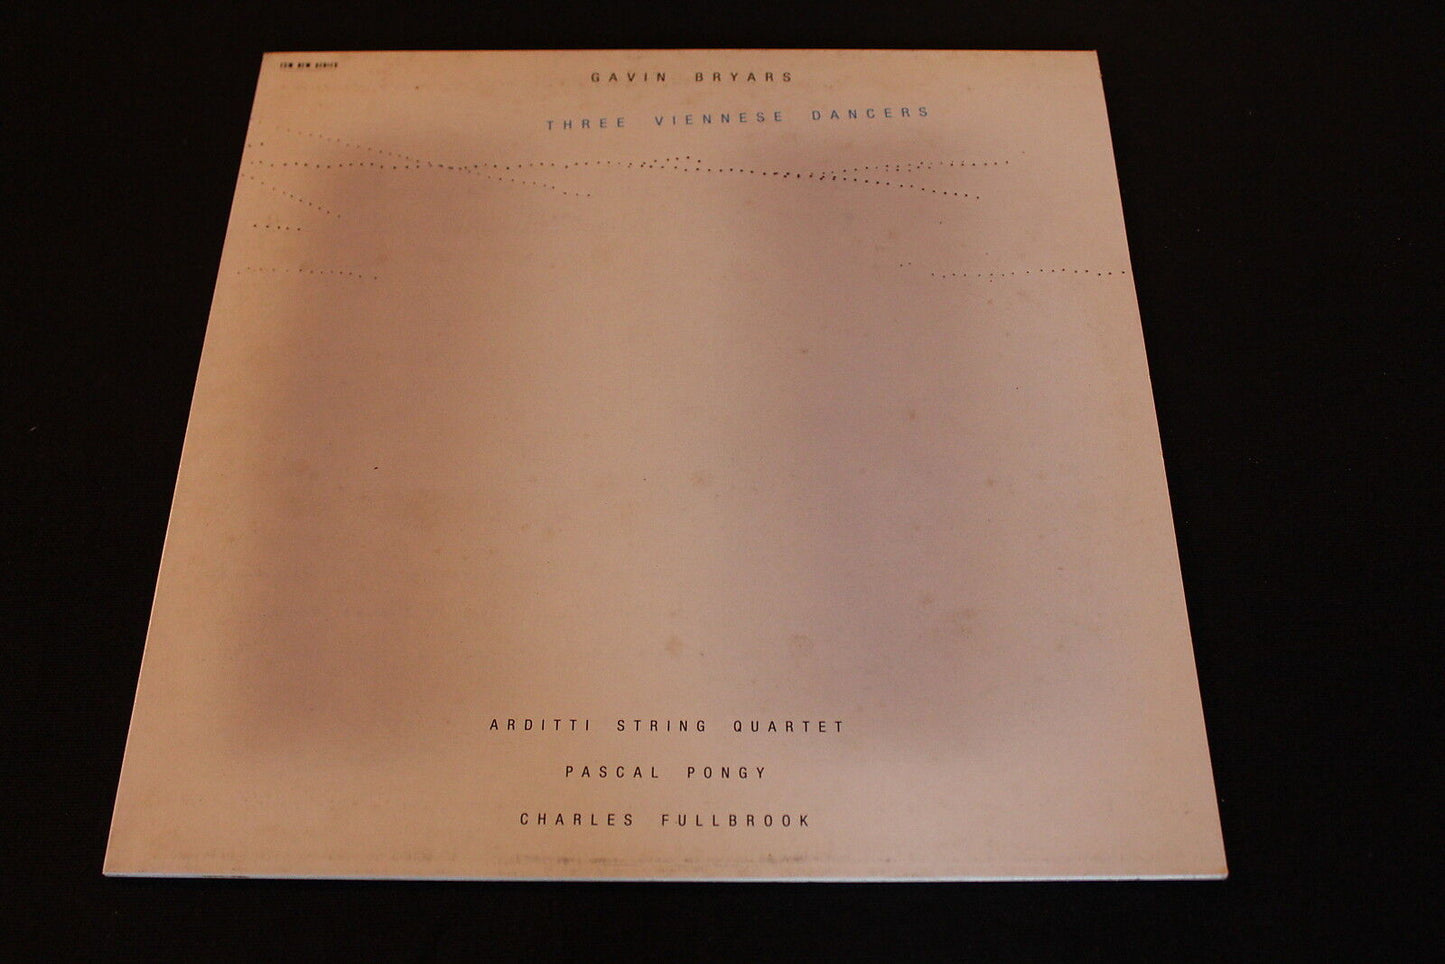 ECM NEW SERIES
GAVIN BRYARS
THREE VIENNESE DANCERS
ARDITTI STRING QUARTET
PASCAL PONGY
CHARLES FULLBROOK